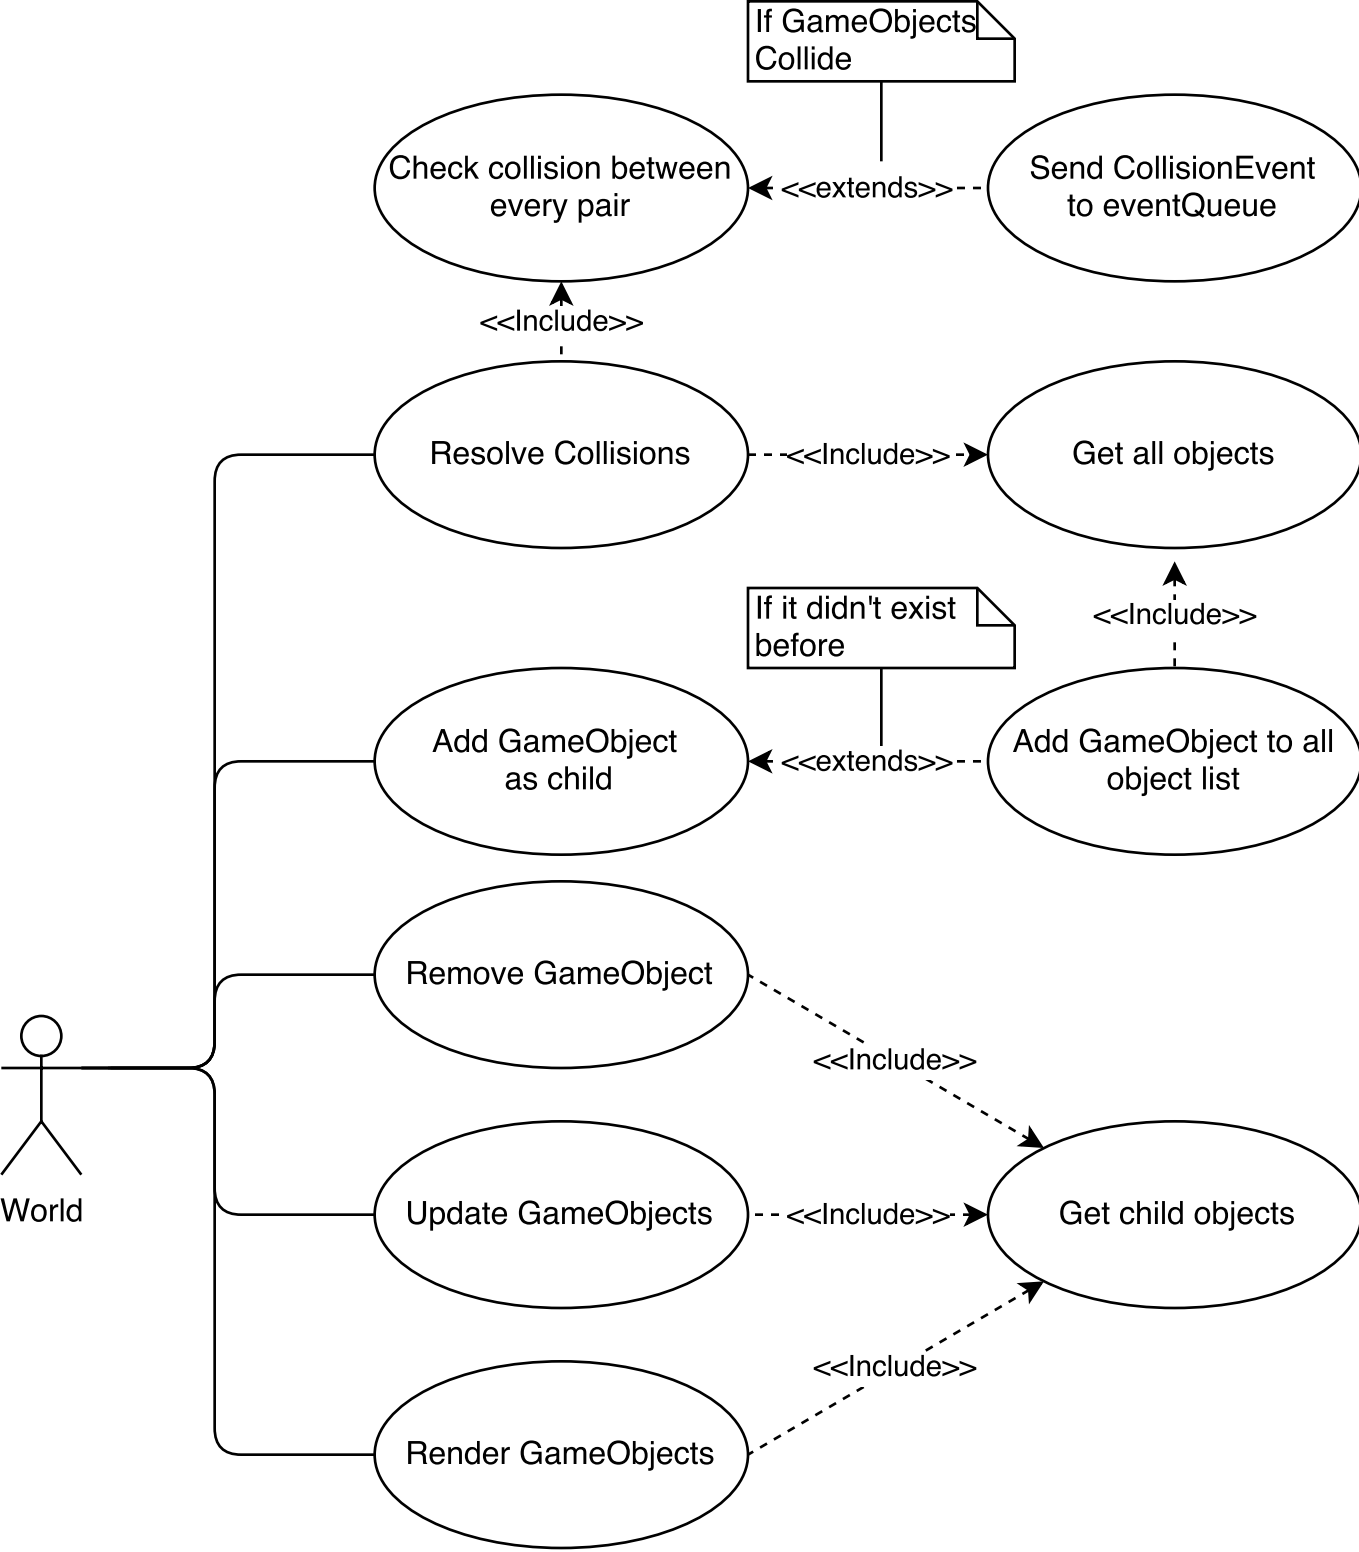 If GameObjects
Collide
Check collision between
every pair
<<extends>>
Send CollisionEvent
to eventQueue
<<Include>>
Resolve Collisions
<<Include>>
Get all objects
If it didn't exist
before
<<Include>>
Add GameObject
as child
<<extends>>
Add GameObject to all
object list
Remove GameObject
<<Include>>
World
Update GameObjects
<<Include>>
Get child objects
<<Include>>
Render GameObjects